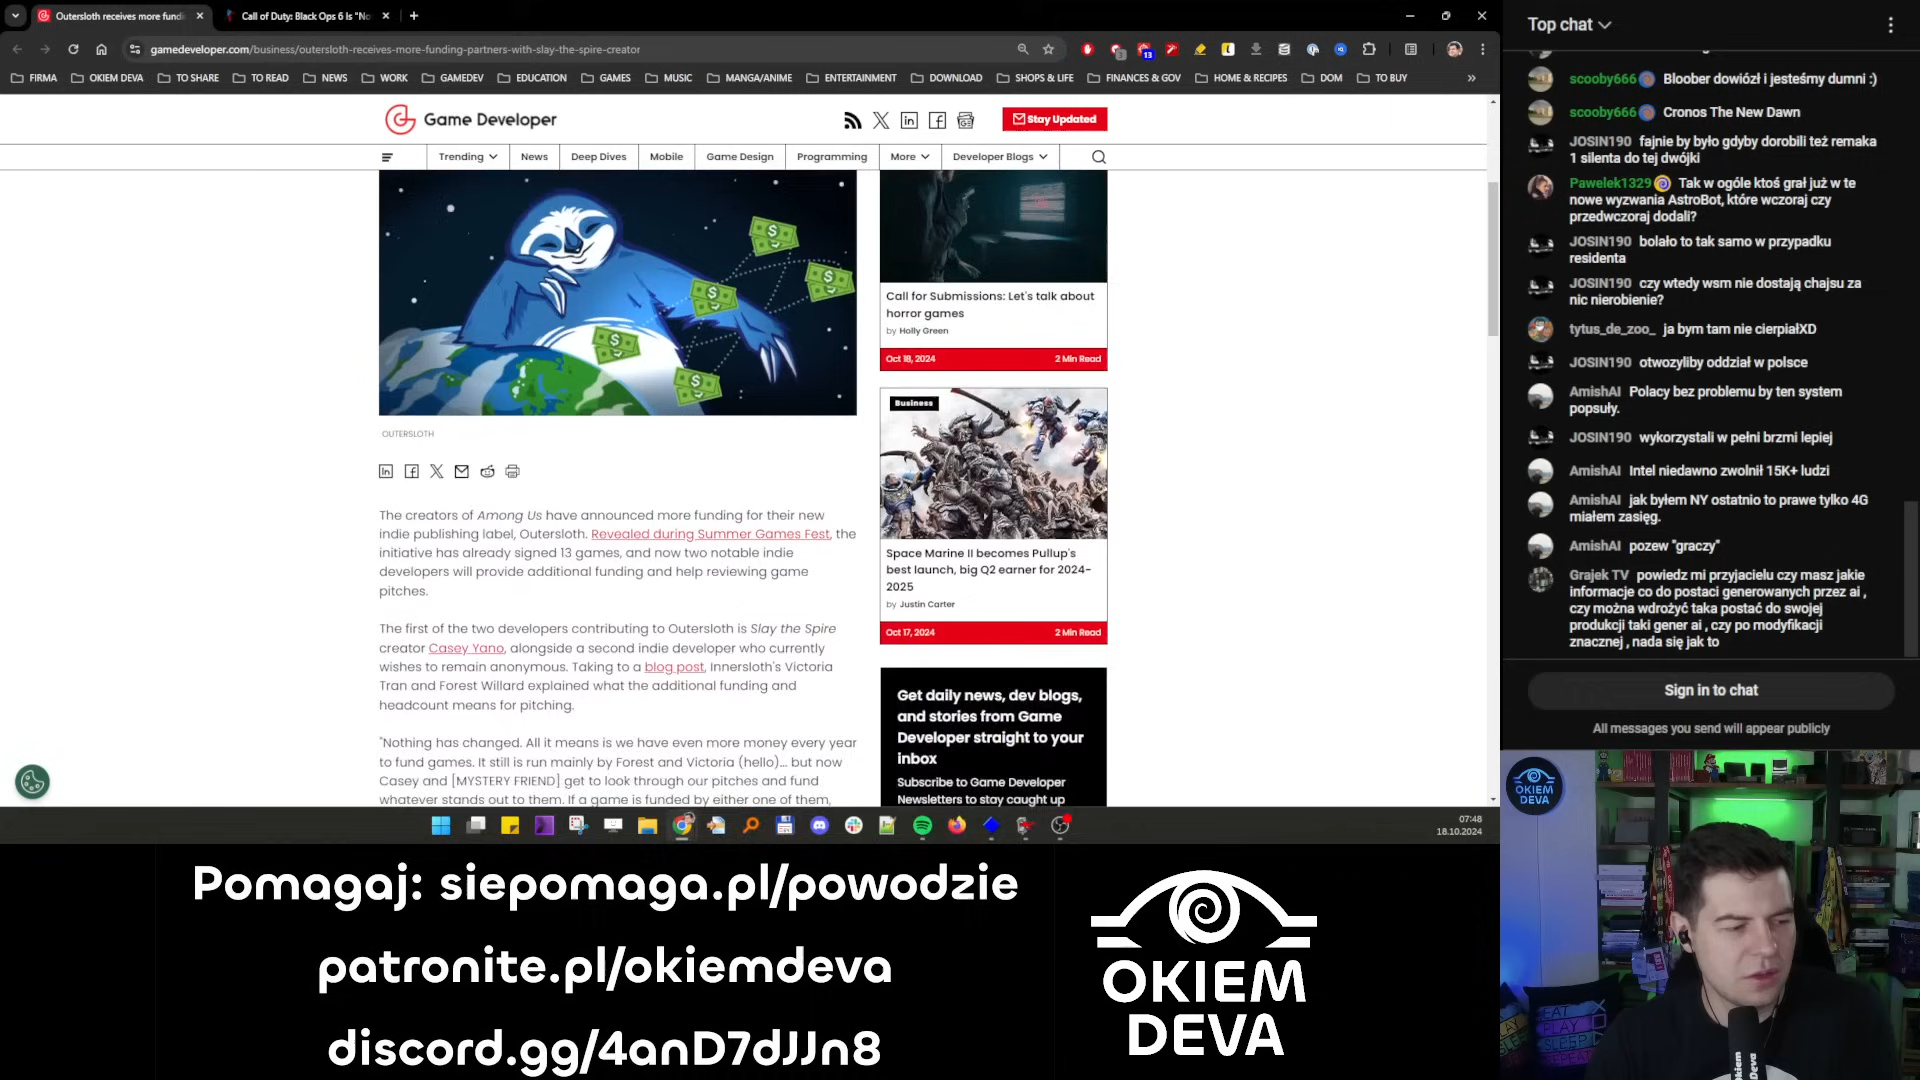 Outersloth receives more fundi
Call of Duty: Black Ops 6 Is "No
gamedeveloper.com/business/outersloth-receives-more-funding-partners-with-slay-the-spire-creator
13
FIRMA
OKIEM DEVA
TO SHARE
TO READ
NEWS
WORK
GAMEDEV
EDUCATION
GAMES
MUSIC
MANGA/ANIME
ENTERTAINMENT
DOWNLOAD
SHOPS & LIFE
FINANCES & GOV
HOME & RECIPES
DOM
TO BUY
Game Developer
Stay Updated
Trending
News
Deep Dives
Mobile
Game Design
Programming
More
Developer Blogs
OUTERSLOTH
The creators of Among Us have announced more funding for their new
indie publishing label, Outersloth. Revealed during Summer Games Fest, the
initiative has already signed 13 games, and now two notable indie
developers will provide additional funding and help reviewing game
pitches.
The first of the two developers contributing to Outersloth is Slay the Spire
creator Casey Yano, alongside a second indie developer who currently
wishes to remain anonymous. Taking to a blog post, Innersloth's Victoria
Tran and Forest Willard explained what the additional funding and
headcount means for pitching.
"Nothing has changed. All it means is we have even more money every year
to fund games. It still is run mainly by Forest and Victoria (hello)... but now
Casey and [MYSTERY FRIEND] get to look through our pitches and fund
whatever stands out to them. If a game is funded by either one of them,
Call for Submissions: Let's talk about
horror games
by Holly Green
Oct 18, 2024
2 Min Read
Business
Space Marine II becomes Pullup's
best launch, big Q2 earner for 2024-
2025
by Justin Carter
Oct 17, 2024
2 Min Read
Get daily news, dev blogs,
and stories from Game
Developer straight to your
inbox
Subscribe to Game Developer
Newsletters to stay caught up
07:48
18.10.2024
Top chat
scooby666 Bloober dowiózł i jesteśmy dumni :)
scooby666 Cronos The New Dawn
JOSIN190 fajnie by było gdyby dorobili też remaka
1 silenta do tej dwójki
Pawelek1329 Tak w ogóle ktoś grał już w te
nowe wyzwania AstroBot, które wczoraj czy
przedwczoraj dodali?
JOSIN190 bolało to tak samo w przypadku
residenta
JOSIN190 czy wtedy wsm nie dostają chajsu za
nic nierobienie?
tytus_de_zoo_ ja bym tam nie cierpiałXD
JOSIN190 otwozyliby oddział w polsce
AmishAI Polacy bez problemu by ten system
popsuły.
JOSIN190 wykorzystali w pełni brzmi lepiej
AmishAI Intel niedawno zwolnił 15K+ ludzi
AmishAI jak byłem NY ostatnio to prawe tylko 4G
miałem zasięg.
AmishAI pozew "graczy"
Grajek TV powiedz mi przyjacielu czy masz jakie
informacje co do postaci generowanych przez ai ,
czy można wdrożyć taka postać do swojej
produkcji taki gener ai , czy po modyfikacji
znacznej , nada się jak to
Sign in to chat
All messages you send will appear publicly
OKIEM
DEVA
Pomagaj: siepomaga.pl/powodzie
patronite.pl/okiemdeva
discord.gg/4anD7dJJn8
OKIEM
DEVA
EAT
PLAY
SLEEP
Okiem
Deva